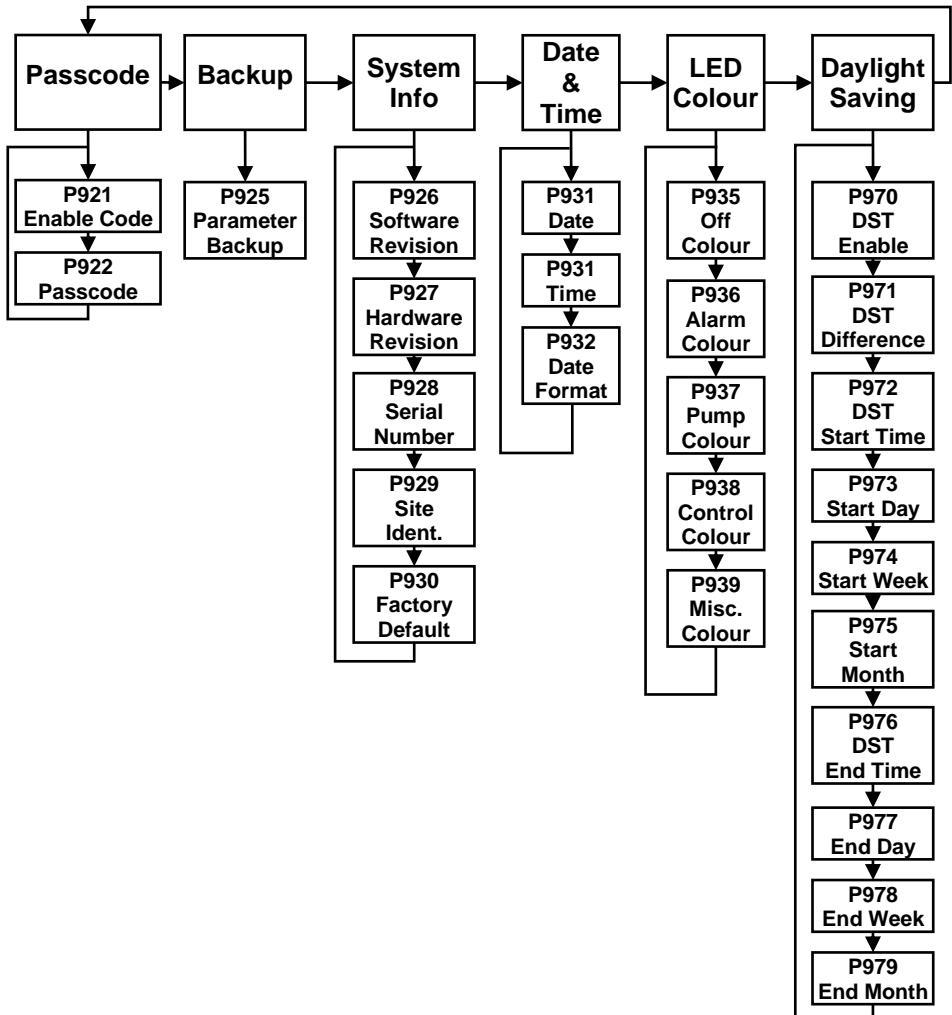 Passcode
Backup
System
Info
Date
&
Time
LED
Colour
Daylight
Saving
P921
Enable Code
P922
Passcode
P925
Parameter
Backup
P926
Software
Revision
P927
Hardware
Revision
P928
Serial
Number
P929
Site
Ident.
P930
Factory
Default
P931
Date
P931
Time
P932
Date
Format
P935
Off
Colour
P936
Alarm
Colour
P937
Pump
Colour
P938
Control
Colour
P939
Misc.
Colour
P970
DST
Enable
P971
DST
Difference
P972
DST
Start Time
P973
Start Day
P974
Start Week
P975
Start
Month
P976
DST
End Time
P977
End Day
P978
End Week
P979
End Month